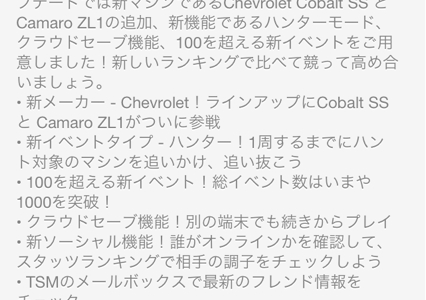 プデートでは新マシンであるChevrolet Cobalt SS と
Camaro ZL1の追加、新機能であるハンターモード、
クラウドセーブ機能、100を超える新イベントをご用
意しました！新しいランキングで比べて競って高め合
いましょう。
• 新メーカー - Chevrolet！ラインアップにCobalt SS
と Camaro ZL1がついに参戦
• 新イベントタイプ - ハンター！1周するまでにハン
ト対象のマシンを追いかけ、追い抜こう
• 100を超える新イベント！総イベント数はいまや
1000を突破！
• クラウドセーブ機能！別の端末でも続きからプレイ
• 新ソーシャル機能！誰がオンラインかを確認して、
スタッツランキングで相手の調子をチェックしよう
• TSMのメールボックスで最新のフレンド情報を
チェック